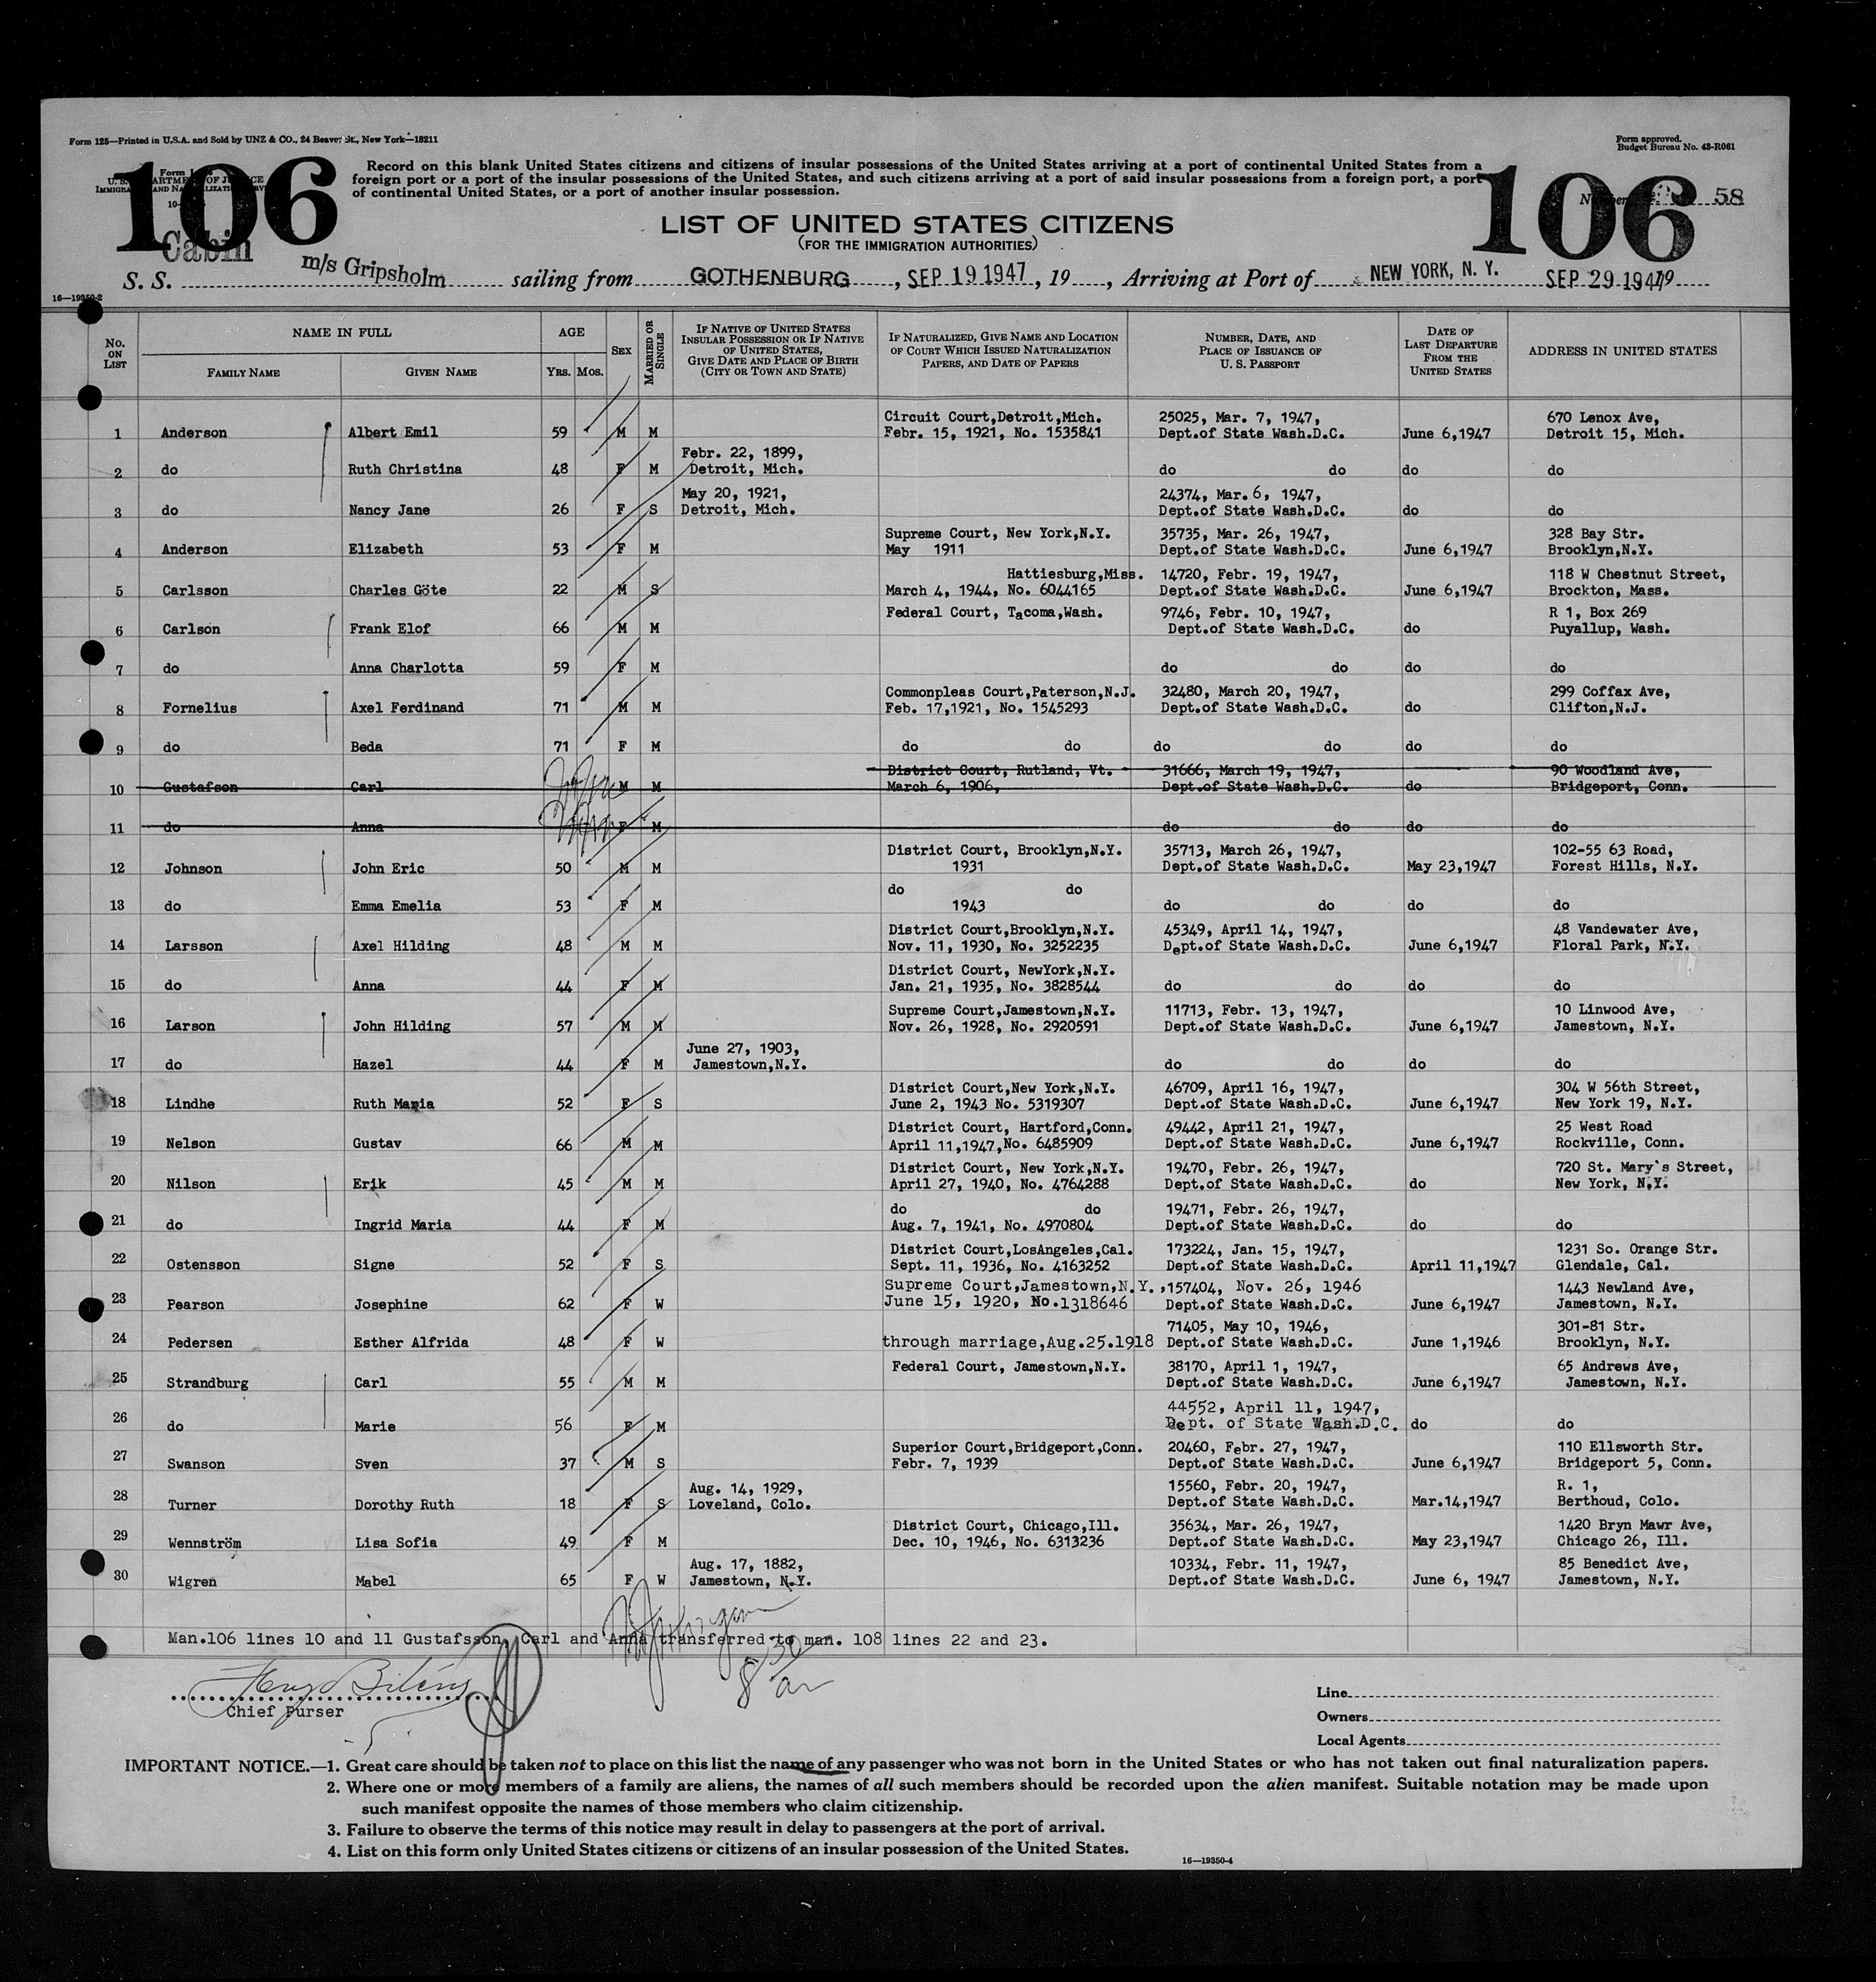 Form 125—Printed in U.S.A. and Sold by UNZ & CO., 24 Beaver St., New York—18211
Form approved.
Budget Bureau No. 43-R061
106
106
Record on this blank United States citizens and citizens of insular possessions of the United States arriving at a port of continental United States from a
foreign port or a port of the insular possessions of the United States, and such citizens arriving at a port of said insular possessions from a foreign port, a port
of continental United States, or a port of another insular possession.
58
LIST OF UNITED STATES CITIZENS
(FOR THE IMMIGRATION AUTHORITIES)
Cabin
S. S. m/s Gripsholm sailing from GOTHENBURG, SEP 19 1947, 19, Arriving at Port of NEW YORK, N. Y. SEP 29 1947 19
16—19350-2
No. ON LIST NAME IN FULL FAMILY NAME GIVEN NAME AGE YRS. MOS. SEX MARRIED OR SINGLE IF NATIVE OF UNITED STATES INSULAR POSSESSION OR IF NATIVE OF UNITED STATES, GIVE DATE AND PLACE OF BIRTH (CITY OR TOWN AND STATE) IF NATURALIZED, GIVE NAME AND LOCATION OF COURT WHICH ISSUED NATURALIZATION PAPERS, AND DATE OF PAPERS NUMBER, DATE, AND PLACE OF ISSUANCE OF U. S. PASSPORT DATE OF LAST DEPARTURE FROM THE UNITED STATES ADDRESS IN UNITED STATES
Circuit Court,Detroit,Mich. 25025, Mar. 7, 1947, 670 Lenox Ave,
1 Anderson Albert Emil 59 M M Febr. 15, 1921, No. 1535841 Dept.of State Wash.D.C. June 6,1947 Detroit 15, Mich.
Febr. 22, 1899,
2 do Ruth Christina 48 F M Detroit, Mich. do do do do
May 20, 1921, 24374, Mar. 6, 1947,
3 do Nancy Jane 26 F S Detroit, Mich. Dept.of State Wash.D.C. do do
Supreme Court, New York,N.Y. 35735, Mar. 26, 1947, 328 Bay Str.
4 Anderson Elizabeth 53 F M May 1911 Dept.of State Wash.D.C. June 6,1947 Brooklyn,N.Y.
Hattiesburg,Miss. 14720, Febr. 19, 1947, 118 W Chestnut Street,
5 Carlsson Charles Göte 22 M S March 4, 1944, No. 6044165 Dept.of State Wash.D.C. June 6,1947 Brockton, Mass.
Federal Court, Tacoma,Wash. 9746, Febr. 10, 1947, R 1, Box 269
6 Carlson Frank Elof 66 M M Dept.of State Wash.D.C. do Puyallup, Wash.
7 do Anna Charlotta 59 F M do do do do
Commonpleas Court,Paterson,N.J. 32480, March 20, 1947, 299 Coffax Ave,
8 Fornelius Axel Ferdinand 71 M M Feb. 17,1921, No. 1545293 Dept.of State Wash.D.C. do Clifton,N.J.
9 do Beda 71 F M do do do do do do
District Court, Rutland, Vt. 31666, March 19, 1947, 90 Woodland Ave,
10 Gustafson Carl M M March 6, 1906, Dept.of State Wash.D.C. do Bridgeport, Conn.
11 do Anna F M do do do do
District Court, Brooklyn,N.Y. 35713, March 26, 1947, 102-55 63 Road,
12 Johnson John Eric 50 M M 1931 Dept.of State Wash.D.C. May 23,1947 Forest Hills, N.Y.
do do
13 do Emma Emelia 53 F M 1943 do do do do
District Court,Brooklyn,N.Y. 45349, April 14, 1947, 48 Vandewater Ave,
14 Larsson Axel Hilding 48 M M Nov. 11, 1930, No. 3252235 Dept.of State Wash.D.C. June 6,1947 Floral Park, N.Y.
District Court, NewYork,N.Y.
15 do Anna 44 F M Jan. 21, 1935, No. 3828544 do do do do
Supreme Court,Jamestown,N.Y. 11713, Febr. 13, 1947, 10 Linwood Ave,
16 Larson John Hilding 57 M M Nov. 26, 1928, No. 2920591 Dept.of State Wash.D.C. June 6,1947 Jamestown, N.Y.
June 27, 1903,
17 do Hazel 44 F M Jamestown,N.Y. do do do do
District Court,New York,N.Y. 46709, April 16, 1947, 304 W 56th Street,
18 Lindhe Ruth Maria 52 F S June 2, 1943 No. 5319307 Dept.of State Wash.D.C. June 6,1947 New York 19, N.Y.
District Court, Hartford,Conn. 49442, April 21, 1947, 25 West Road
19 Nelson Gustav 66 M M April 11,1947,No. 6485909 Dept.of State Wash.D.C. June 6,1947 Rockville, Conn.
District Court, New York,N.Y. 19470, Febr. 26, 1947, 720 St. Mary's Street,
20 Nilson Erik 45 M M April 27, 1940, No. 4764288 Dept.of State Wash.D.C. do New York, N.Y.
do do 19471, Febr. 26, 1947,
21 do Ingrid Maria 44 F M Aug. 7, 1941, No. 4970804 Dept.of State Wash.D.C. do do
District Court,LosAngeles,Cal. 173224, Jan. 15, 1947, 1231 So. Orange Str.
22 Ostensson Signe 52 F S Sept. 11, 1936, No. 4163252 Dept.of State Wash.D.C. April 11,1947 Glendale, Cal.
Supreme Court,Jamestown,N.Y., 157404, Nov. 26, 1946 1443 Newland Ave,
23 Pearson Josephine 62 F W June 15, 1920, No.1318646 Dept.of State Wash.D.C. June 6,1947 Jamestown, N.Y.
71405, May 10, 1946, 301-81 Str.
24 Pedersen Esther Alfrida 48 F W through marriage,Aug.25.1918 Dept.of State Wash.D.C. June 1,1946 Brooklyn, N.Y.
Federal Court, Jamestown,N.Y. 38170, April 1, 1947, 65 Andrews Ave,
25 Strandburg Carl 55 M M Dept.of State Wash.D.C. June 6,1947 Jamestown, N.Y.
44552, April 11, 1947,
26 do Marie 56 F M Dept. of State Wash.D.C. do do
Superior Court,Bridgeport,Conn. 20460, Febr. 27, 1947, 110 Ellsworth Str.
27 Swanson Sven 37 M S Febr. 7, 1939 Dept.of State Wash.D.C. June 6,1947 Bridgeport 5, Conn.
Aug. 14, 1929, 15560, Febr. 20, 1947, R. 1,
28 Turner Dorothy Ruth 18 F S Loveland, Colo. Dept.of State Wash.D.C. Mar.14,1947 Berthoud, Colo.
District Court, Chicago,Ill. 35634, Mar. 26, 1947, 1420 Bryn Mawr Ave,
29 Wennström Lisa Sofia 49 F M Dec. 10, 1946, No. 6313236 Dept.of State Wash.D.C. May 23,1947 Chicago 26, Ill.
Aug. 17, 1882, 10334, Febr. 11, 1947, 85 Benedict Ave,
30 Wigren Mabel 65 F W Jamestown, N.Y. Dept.of State Wash.D.C. June 6, 1947 Jamestown, N.Y.
Man.106 lines 10 and 11 Gustafsson, Carl and Anna transferred to man. 108 lines 22 and 23.
8 30
Chief Purser
Line
Owners
Local Agents
IMPORTANT NOTICE.—1. Great care should be taken not to place on this list the name of any passenger who was not born in the United States or who has not taken out final naturalization papers.
2. Where one or more members of a family are aliens, the names of all such members should be recorded upon the alien manifest. Suitable notation may be made upon
such manifest opposite the names of those members who claim citizenship.
3. Failure to observe the terms of this notice may result in delay to passengers at the port of arrival.
4. List on this form only United States citizens or citizens of an insular possession of the United States.
16—19350-4